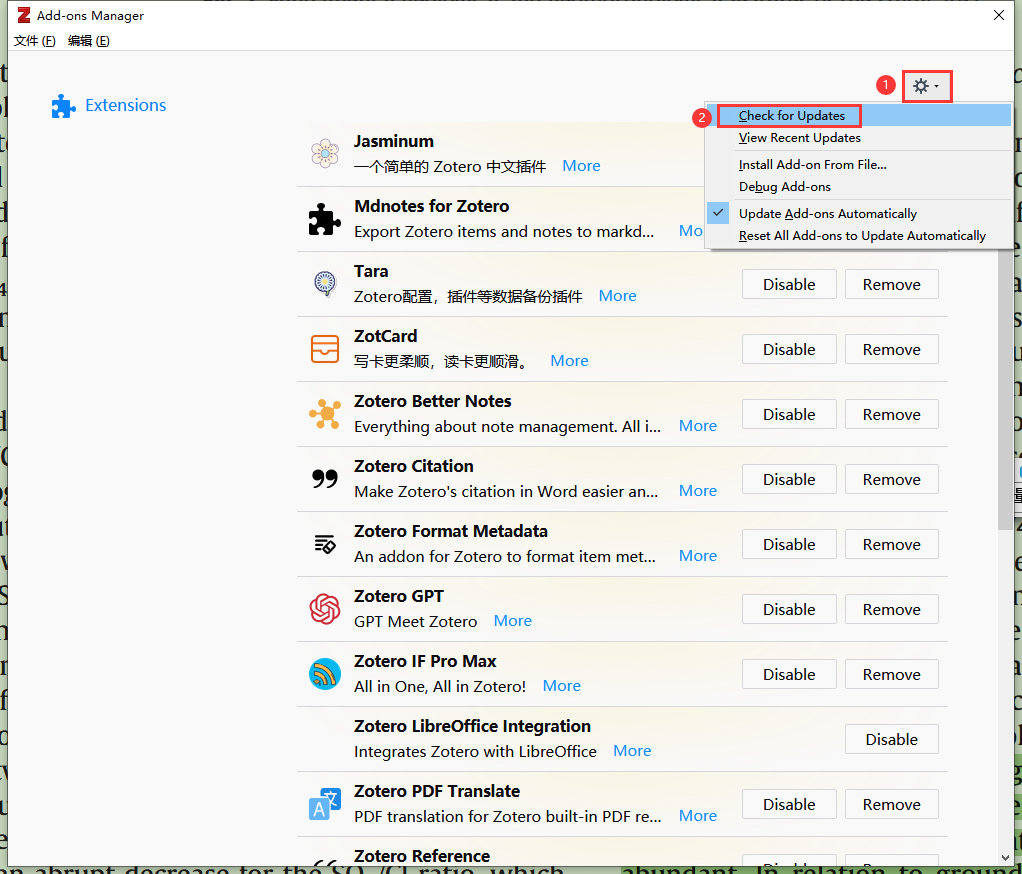 Add-ons Manager
文件 (F) 编辑 (E)
Extensions
1
2
Check for Updates
View Recent Updates
Install Add-on From File...
Debug Add-ons
Update Add-ons Automatically
Reset All Add-ons to Update Automatically
Jasminum
一个简单的 Zotero 中文插件 More
Mdnotes for Zotero
Export Zotero items and notes to markd... Mo
Tara
Zotero配置，插件等数据备份插件 More
Disable Remove
ZotCard
写卡更柔顺，读卡更顺滑。 More
Disable Remove
Zotero Better Notes
Everything about note management. All i... More
Disable Remove
Zotero Citation
Make Zotero's citation in Word easier an... More
Disable Remove
Zotero Format Metadata
An addon for Zotero to format item met... More
Disable Remove
Zotero GPT
GPT Meet Zotero More
Disable Remove
Zotero IF Pro Max
All in One, All in Zotero! More
Disable Remove
Zotero LibreOffice Integration
Integrates Zotero with LibreOffice More
Disable
Zotero PDF Translate
PDF translation for Zotero built-in PDF re... More
Disable Remove
Zotero Reference